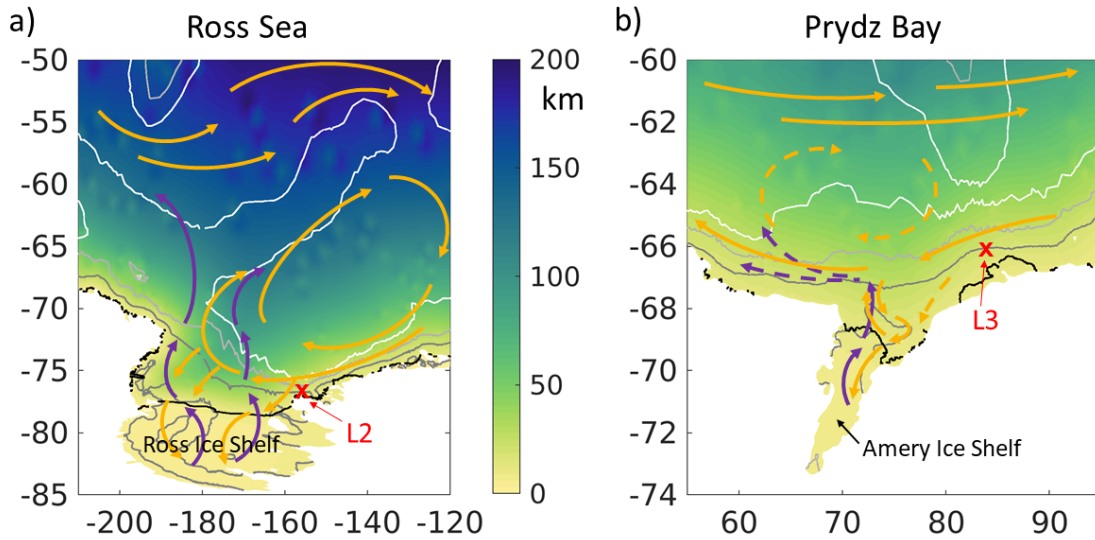 a)
Ross Sea
-50
-55
-60
-65
-70
-75
-80
-85
-200 -180 -160 -140 -120
L2
Ross Ice Shelf
200
km
150
100
50
0
b)
Prydz Bay
-60
-62
-64
-66
-68
-70
-72
-74
60 70 80 90
L3
Amery Ice Shelf